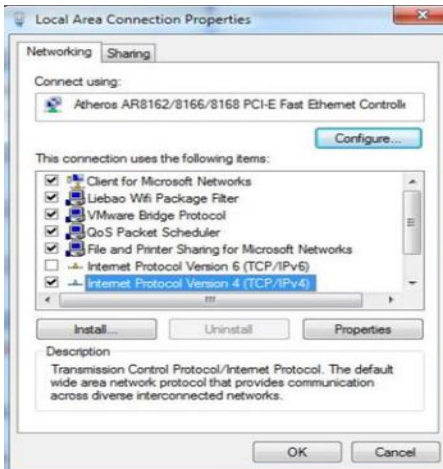 Local Area Connection Properties
Networking
Sharing
Connect using:
Atheros AR8162/8166/8168 PCI-E Fast Ethernet Controlle
Configure...
This connection uses the following items:
Client for Microsoft Networks
Liebao Wifi Package Filter
VMware Bridge Protocol
QoS Packet Scheduler
File and Printer Sharing for Microsoft Networks
Internet Protocol Version 6 (TCP/IPv6)
Internet Protocol Version 4 (TCP/IPv4)
Install...
Uninstall
Properties
Description
Transmission Control Protocol/Internet Protocol. The default
wide area network protocol that provides communication
across diverse interconnected networks.
OK
Cancel